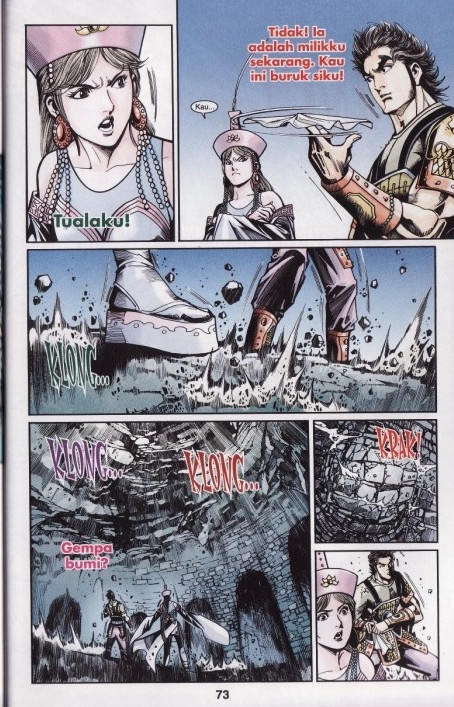 Tidak! Ia
adalah milikku
sekarang. Kau
ini buruk siku!
Kau...
Tualaku!
KLONG...
KLONG...
KLONG...
KRAK!
Gempa
bumi?
73